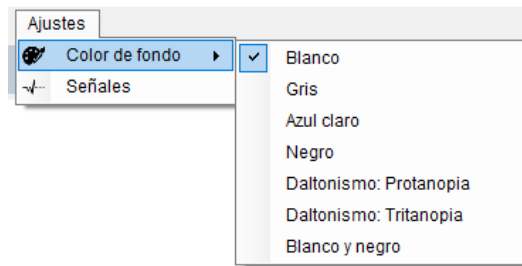 Ajustes
Color de fondo
Señales
Blanco
Gris
Azul claro
Negro
Daltonismo: Protanopia
Daltonismo: Tritanopia
Blanco y negro